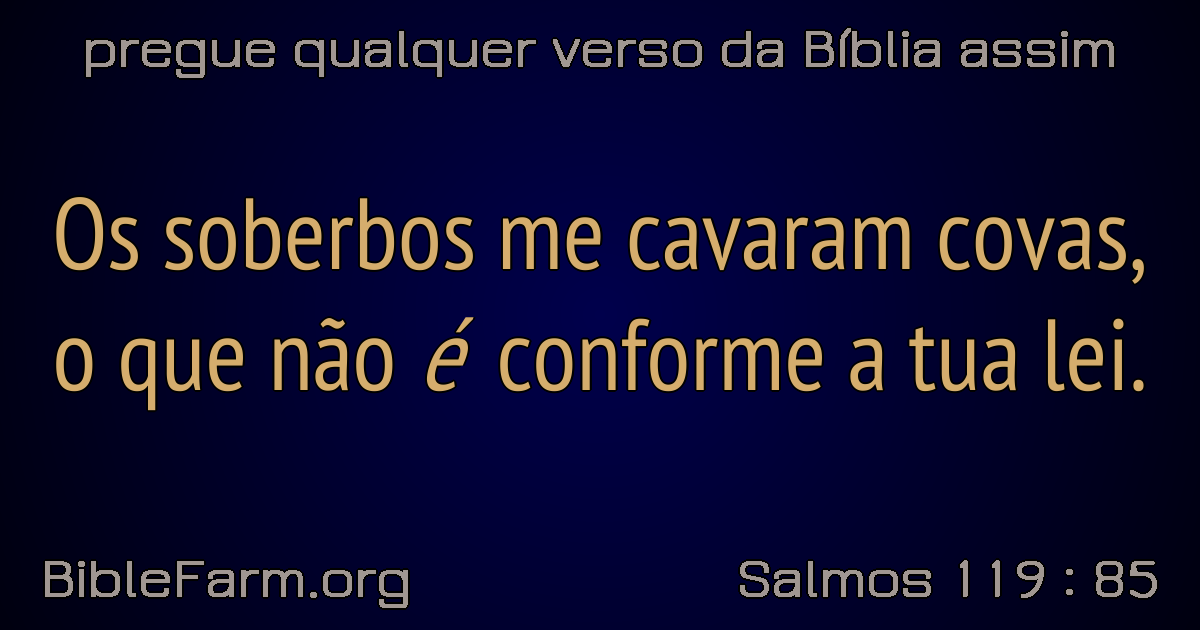 pregue qualquer verso da Bíblia assim
Os soberbos me cavaram covas,
o que não é conforme a tua lei.
BibleFarm.org
Salmos 119 : 85